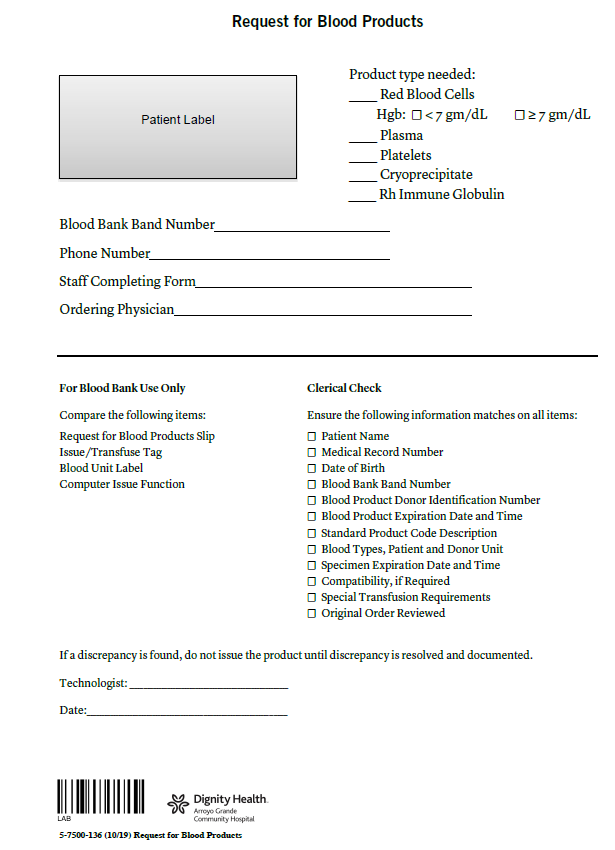 Request for Blood Products
Patient Label
Product type needed:
____ Red Blood Cells
Hgb: ☐ < 7 gm/dL ☐ ≥ 7 gm/dL
____ Plasma
____ Platelets
____ Cryoprecipitate
____ Rh Immune Globulin
Blood Bank Band Number_________________________
Phone Number__________________________________
Staff Completing Form_______________________________________
Ordering Physician__________________________________________
For Blood Bank Use Only
Compare the following items:
Request for Blood Products Slip
Issue/Transfuse Tag
Blood Unit Label
Computer Issue Function
Clerical Check
Ensure the following information matches on all items:
☐ Patient Name
☐ Medical Record Number
☐ Date of Birth
☐ Blood Bank Band Number
☐ Blood Product Donor Identification Number
☐ Blood Product Expiration Date and Time
☐ Standard Product Code Description
☐ Blood Types, Patient and Donor Unit
☐ Specimen Expiration Date and Time
☐ Compatibility, if Required
☐ Special Transfusion Requirements
☐ Original Order Reviewed
If a discrepancy is found, do not issue the product until discrepancy is resolved and documented.
Technologist: __________________________
Date:_________________________________
LAB
Dignity Health.
Arroyo Grande
Community Hospital
5-7500-136 (10/19) Request for Blood Products